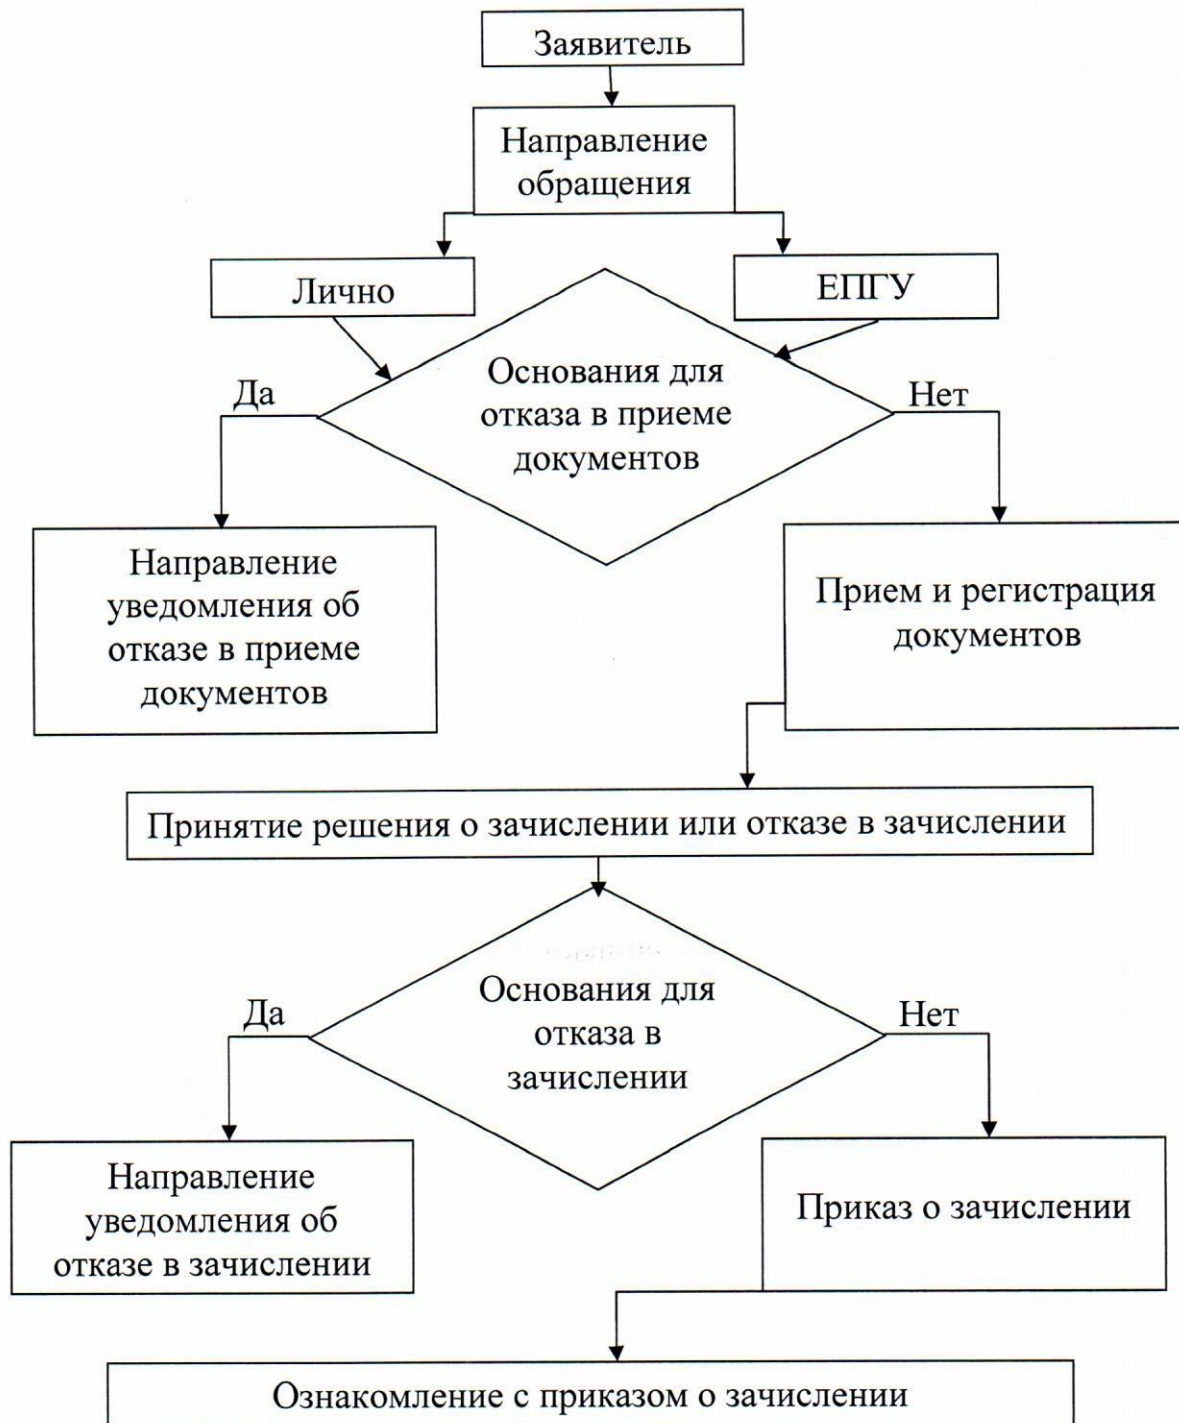 Заявитель
Направление
обращения
Лично
ЕПГУ
Основания для
отказа в приеме
документов
Да
Нет
Направление
уведомления об
отказе в приеме
документов
Прием и регистрация
документов
Принятие решения о зачислении или отказе в зачислении
Основания для
отказа в
зачислении
Да
Нет
Направление
уведомления об
отказе в зачислении
Приказ о зачислении
Ознакомление с приказом о зачислении